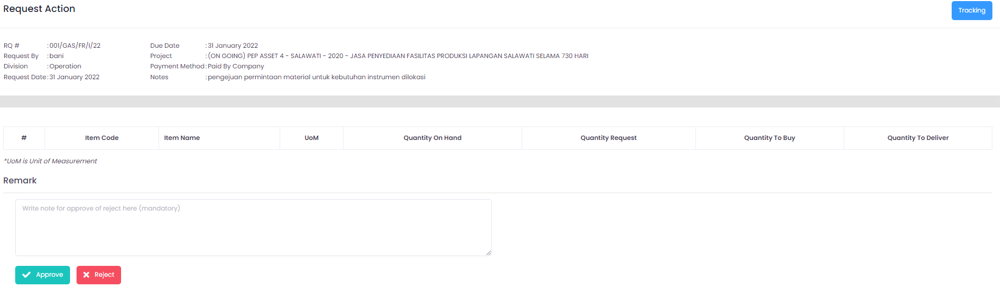 Request Action
Tracking
RQ # : 001/GAS/FR/I/22
Due Date : 31 January 2022
Request By : bani
Project : (ON GOING) PEP ASSET 4 - SALAWATI - 2020 - JASA PENYEDIAAN FASILITAS PRODUKSI LAPANGAN SALAWATI SELAMA 730 HARI
Division : Operation
Payment Method : Paid By Company
Request Date : 31 January 2022
Notes : pengejuan permintaan material untuk kebutuhan instrumen dilokasi
# Item Code Item Name UoM Quantity On Hand Quantity Request Quantity To Buy Quantity To Deliver
*UoM is Unit of Measurement
Remark
Write note for approve of reject here (mandatory)
Approve Reject